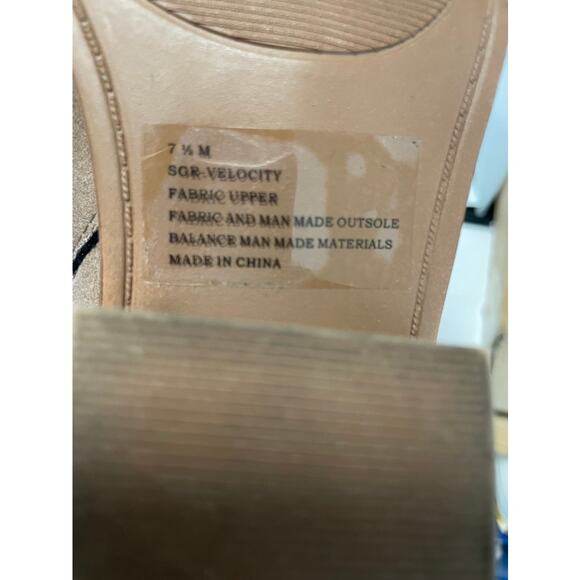 7 ½ M
SGR-VELOCITY
FABRIC UPPER
FABRIC AND MAN MADE OUTSOLE
BALANCE MAN MADE MATERIALS
MADE IN CHINA